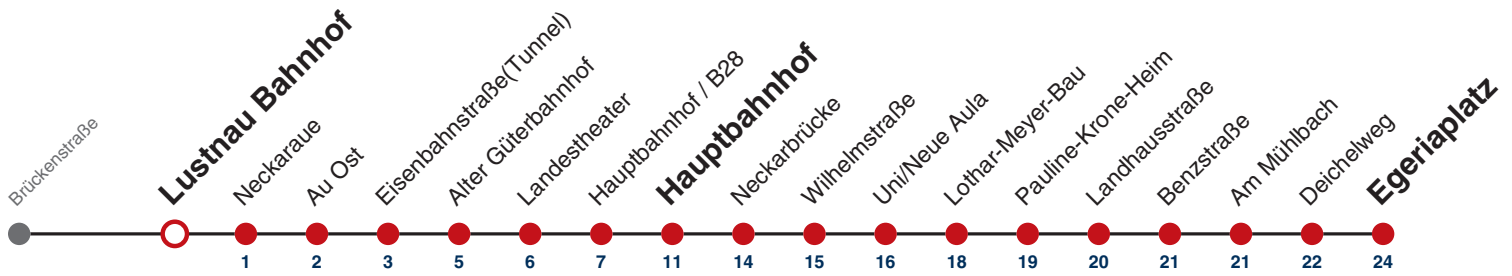 Brückenstraße
Lustnau Bahnhof
Neckaraue
Au Ost
Eisenbahnstraße(Tunnel)
Alter Güterbahnhof
Landestheater
Hauptbahnhof / B28
Hauptbahnhof
Neckarbrücke
Wilhelmstraße
Uni/Neue Aula
Lothar-Meyer-Bau
Pauline-Krone-Heim
Landhausstraße
Benzstraße
Am Mühlbach
Deichelweg
Egeriaplatz
1 2 3 5 6 7 11 14 15 16 18 19 20 21 21 22 24